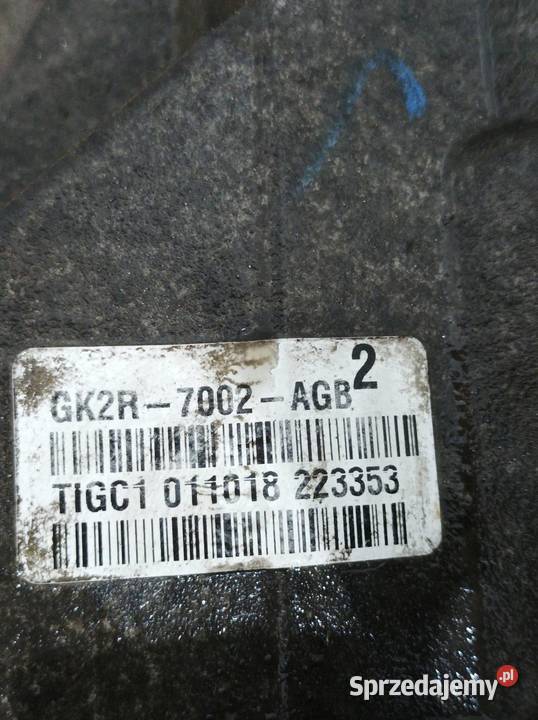 GK2R-7002-AGB 2
TIGC1 011018 223353
Sprzedajemy.pl